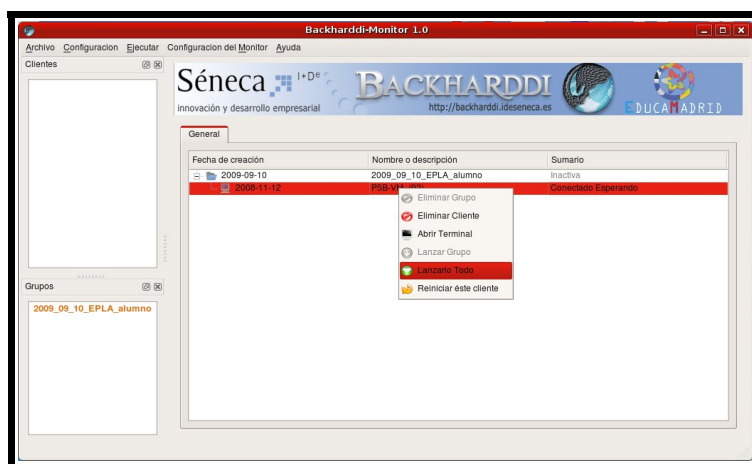 Backharddi-Monitor 1.0
Archivo Configuracion Ejecutar Configuracion del Monitor Ayuda
Clientes
Séneca I+De
innovación y desarrollo empresarial
BACKHARDDI
http://backharddi.ideseneca.es
EDUCAMADRID
General
Fecha de creación Nombre o descripción Sumario
2009-09-10 2009_09_10_EPLA_alumno Inactiva
2008-11-12 P5B-VM Conectado Esperando
Eliminar Grupo
Eliminar Cliente
Abrir Terminal
Lanzar Grupo
Lanzarlo Todo
Reiniciar éste cliente
Grupos
2009_09_10_EPLA_alumno